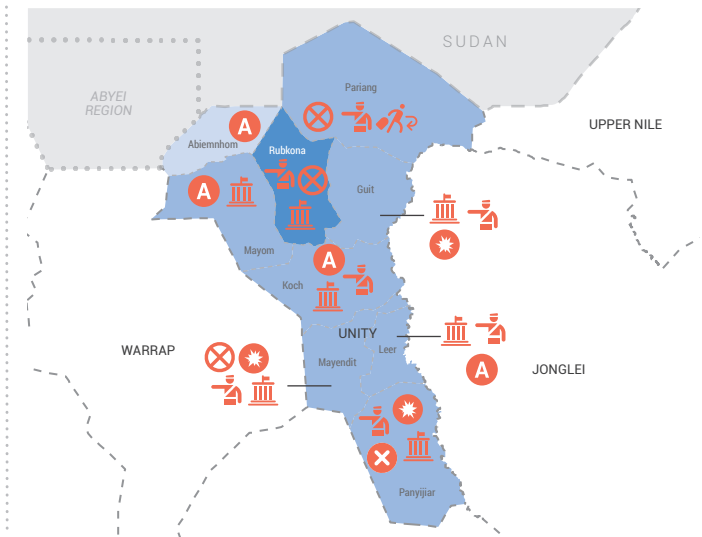 SUDAN
Pariang
ABYEI
REGION
A
UPPER NILE
Abiemnhom
Rubkona
A
Guit
Mayom
A
Koch
UNITY
WARRAP
Leer
Mayendit
A
JONGLEI
Panyijiar